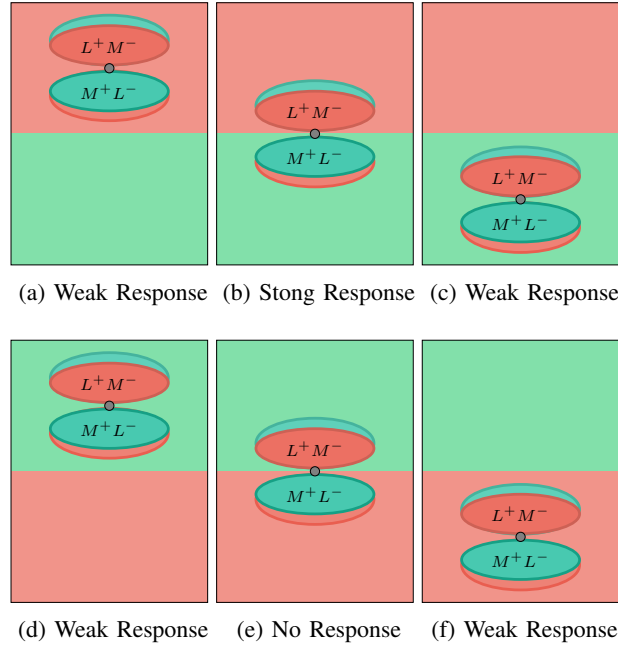 L⁺M⁻ L⁺M⁻ L⁺M⁻
M⁺L⁻ M⁺L⁻ M⁺L⁻
(a) Weak Response (b) Stong Response (c) Weak Response
L⁺M⁻ L⁺M⁻ L⁺M⁻
M⁺L⁻ M⁺L⁻ M⁺L⁻
(d) Weak Response (e) No Response (f) Weak Response